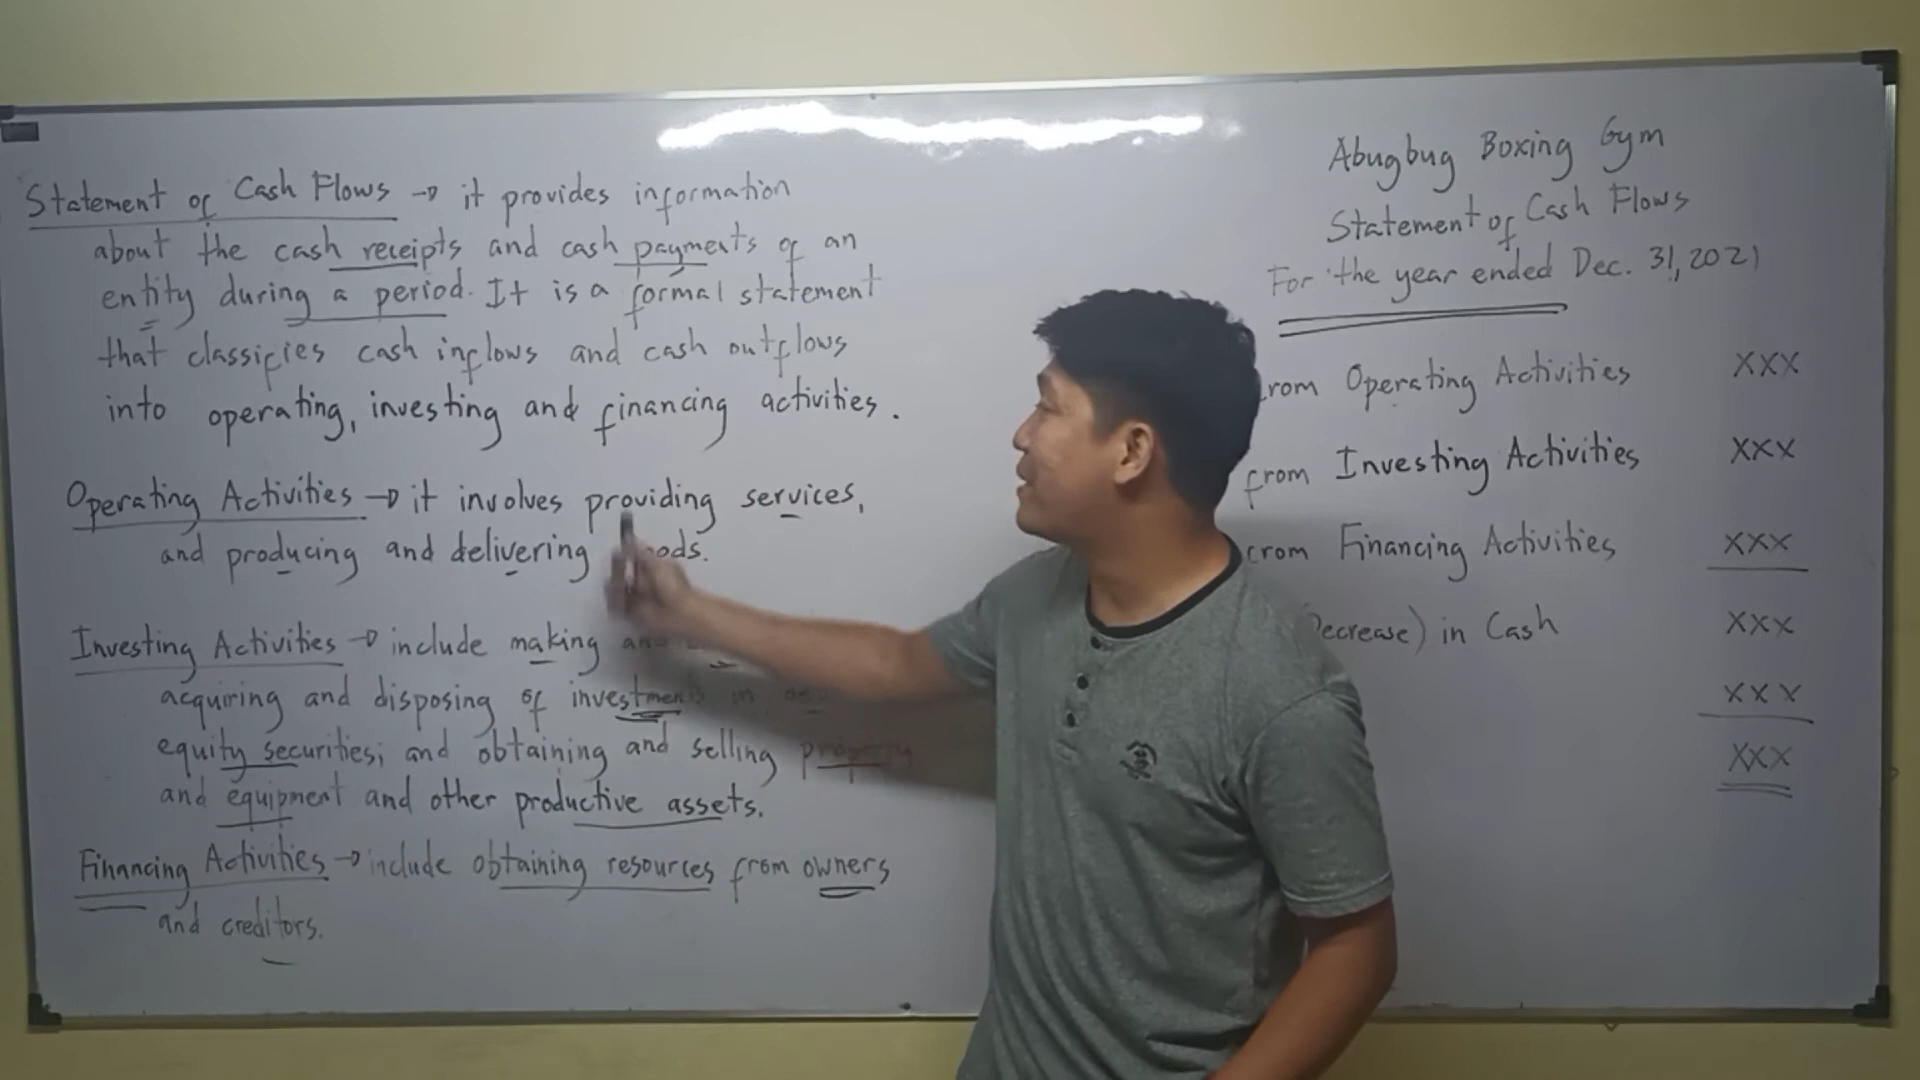 Statement of Cash Flows → it provides information
about the cash receipts and cash payments of an
entity during a period. It is a formal statement
that classifies cash inflows and cash outflows
into operating, investing and financing activities.
Operating Activities → it involves providing services,
and producing and delivering
Investing Activities → include making
acquiring and disposing of investments in
equity securities; and obtaining and selling property
and equipment and other productive assets.
Financing Activities → include obtaining resources from owners
and creditors.
Abugbug Boxing Gym
Statement of Cash Flows
For the year ended Dec. 31, 2021
Operating Activities XXX
from Investing Activities XXX
Financing Activities XXX
in Cash XXX
XXX
XXX